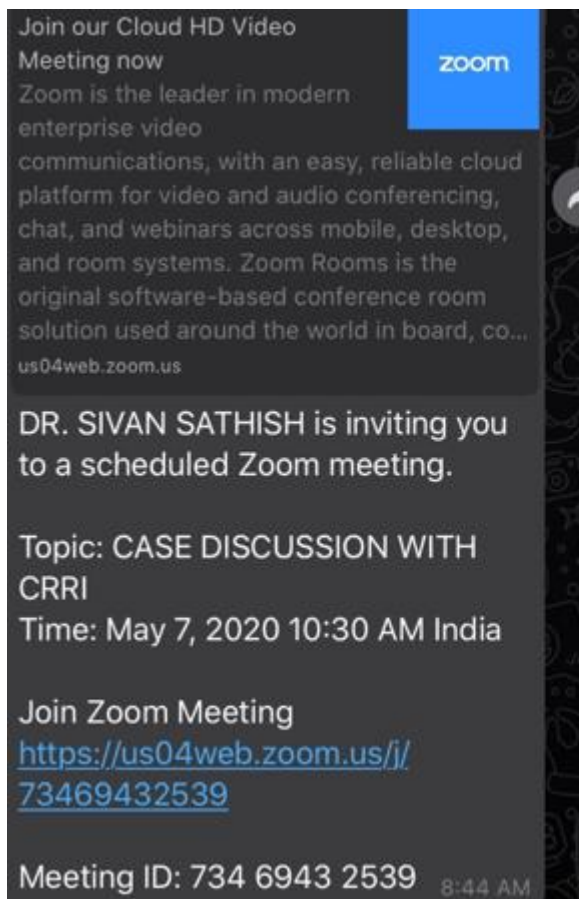 Join our Cloud HD Video
Meeting now
zoom
Zoom is the leader in modern
enterprise video
communications, with an easy, reliable cloud
platform for video and audio conferencing,
chat, and webinars across mobile, desktop,
and room systems. Zoom Rooms is the
original software-based conference room
solution used around the world in board, co...
us04web.zoom.us
DR. SIVAN SATHISH is inviting you
to a scheduled Zoom meeting.
Topic: CASE DISCUSSION WITH
CRRI
Time: May 7, 2020 10:30 AM India
Join Zoom Meeting
https://us04web.zoom.us/j/
73469432539
Meeting ID: 734 6943 2539
8:44 AM